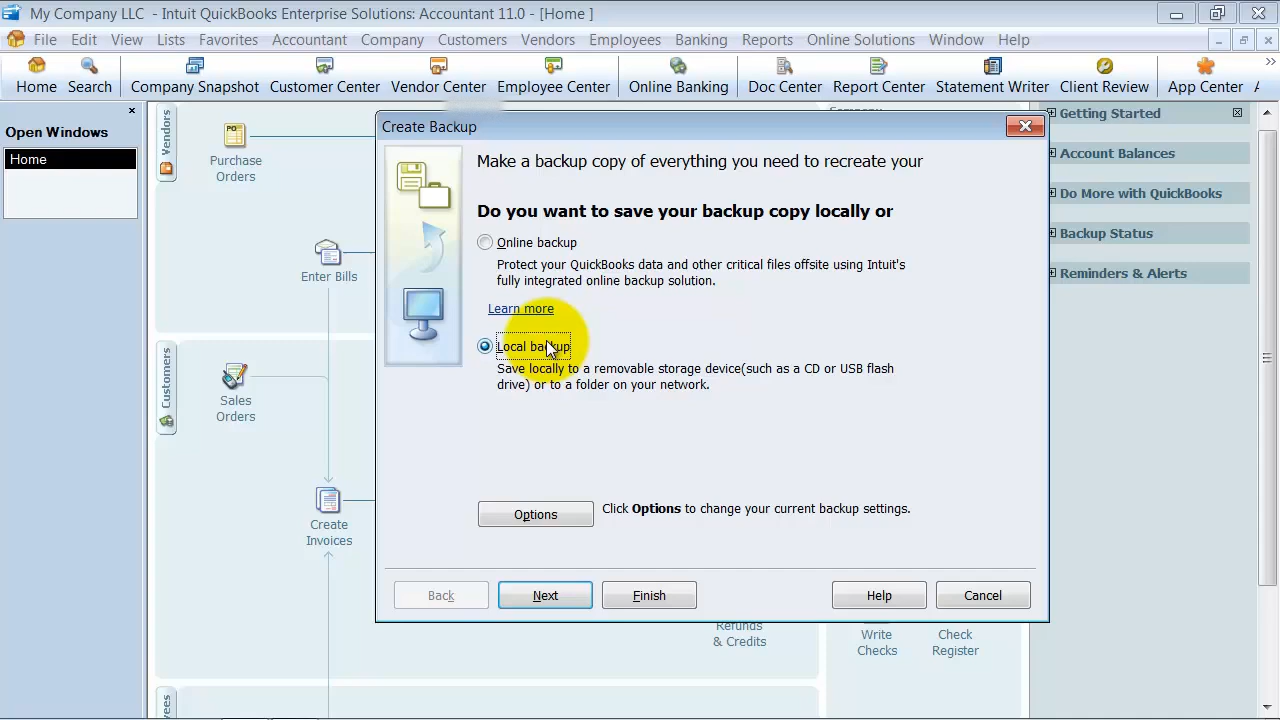 My Company LLC - Intuit QuickBooks Enterprise Solutions: Accountant 11.0 - [Home ]
File Edit View Lists Favorites Accountant Company Customers Vendors Employees Banking Reports Online Solutions Window Help
Home Search Company Snapshot Customer Center Vendor Center Employee Center Online Banking Doc Center Report Center Statement Writer Client Review App Center
Open Windows
Home
Vendors
Purchase
Orders
Enter Bills
Customers
Sales
Orders
Create
Invoices
Create Backup
Make a backup copy of everything you need to recreate your
Do you want to save your backup copy locally or
Online backup
Protect your QuickBooks data and other critical files offsite using Intuit's
fully integrated online backup solution.
Learn more
Local backup
Save locally to a removable storage device(such as a CD or USB flash
drive) or to a folder on your network.
Options
Click Options to change your current backup settings.
Back Next Finish Help Cancel
Refunds
& Credits
Write
Checks
Check
Register
Getting Started
Account Balances
Do More with QuickBooks
Backup Status
Reminders & Alerts